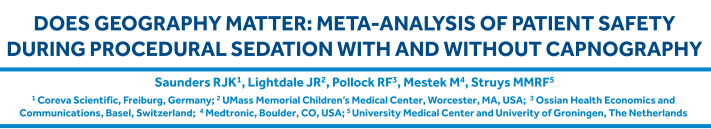 DOES GEOGRAPHY MATTER: META-ANALYSIS OF PATIENT SAFETY
DURING PROCEDURAL SEDATION WITH AND WITHOUT CAPNOGRAPHY
Saunders RJK¹, Lightdale JR², Pollock RF³, Mestek M⁴, Struys MMRF⁵
¹ Coreva Scientific, Freiburg, Germany; ² UMass Memorial Children's Medical Center, Worcester, MA, USA; ³ Ossian Health Economics and
Communications, Basel, Switzerland; ⁴ Medtronic, Boulder, CO, USA; ⁵ University Medical Center and Univerity of Groningen, The Netherlands